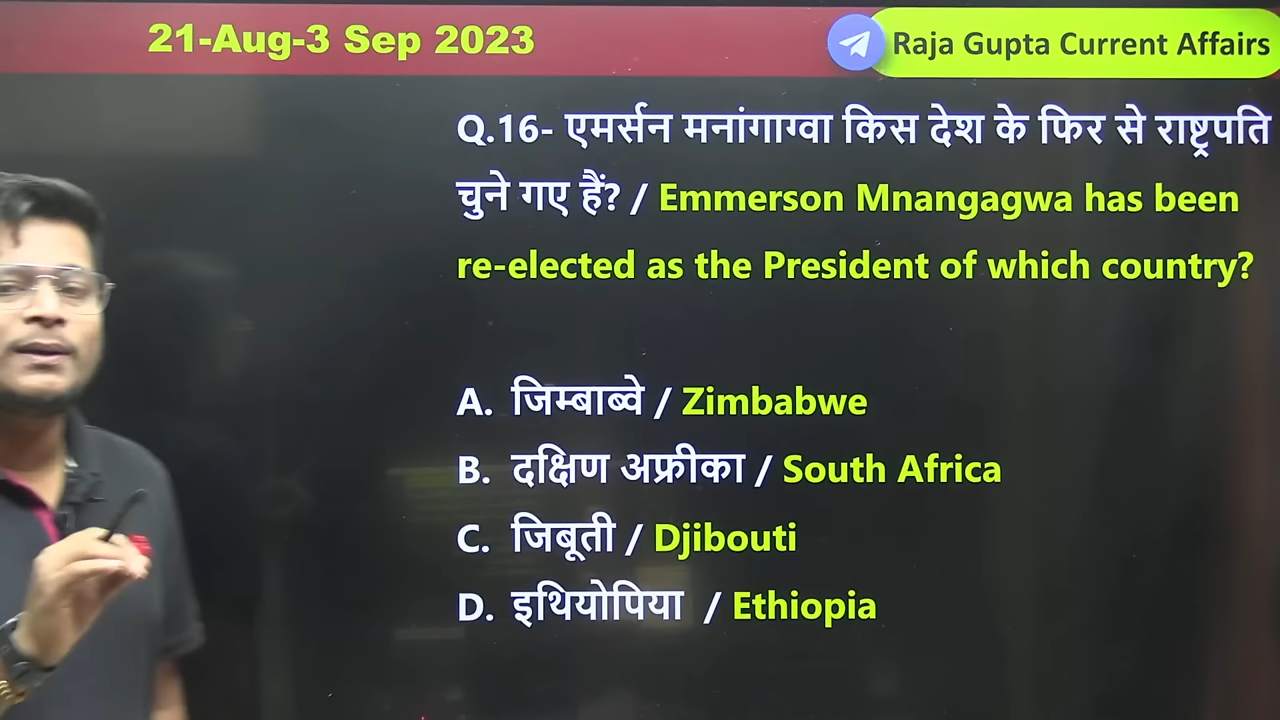 21-Aug-3 Sep 2023
Raja Gupta Current Affairs
Q.16- एमर्सन मनांगाग्वा किस देश के फिर से राष्ट्रपति
चुने गए हैं? / Emmerson Mnangagwa has been
re-elected as the President of which country?
A. जिम्बाब्वे / Zimbabwe
B. दक्षिण अफ्रीका / South Africa
C. जिबूती / Djibouti
D. इथियोपिया / Ethiopia